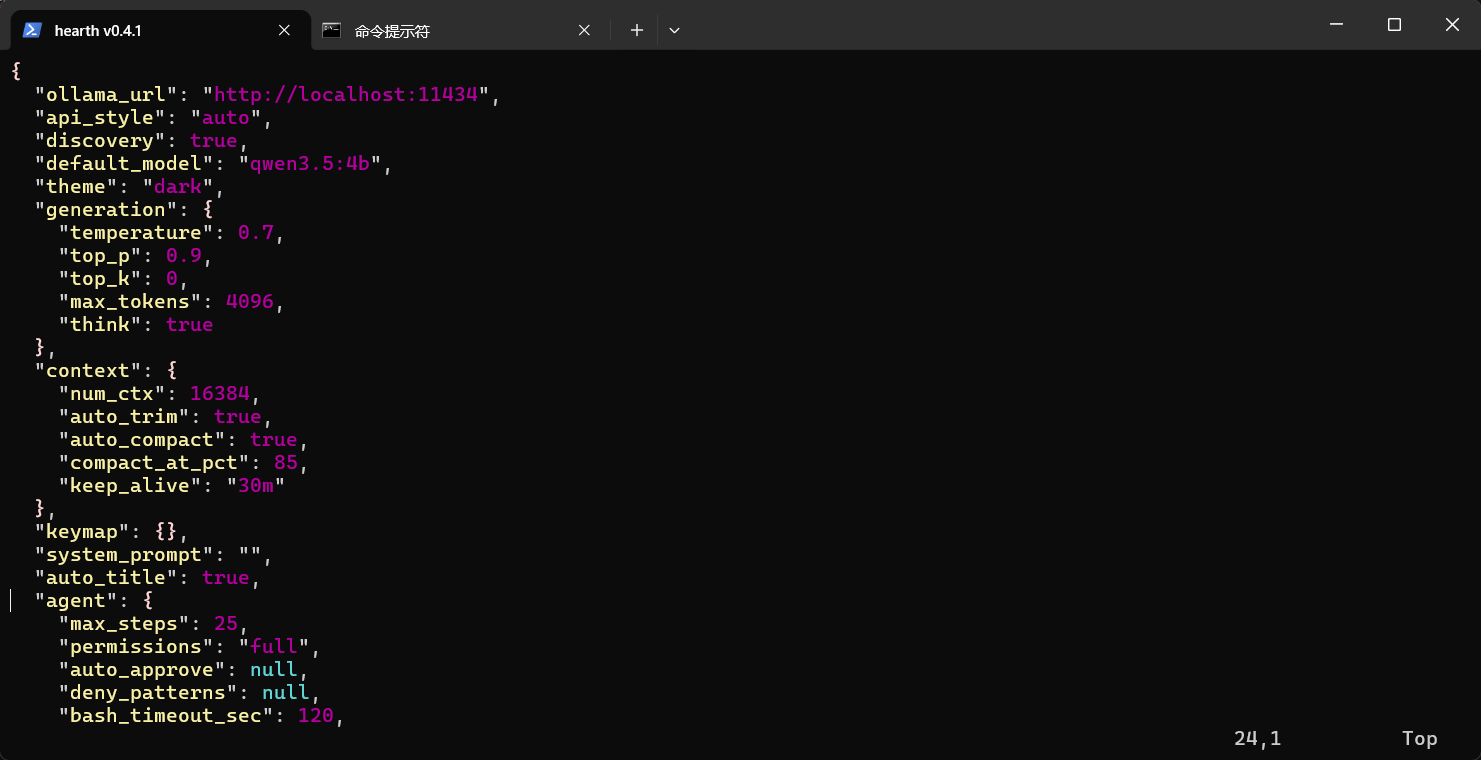 hearth v0.4.1
命令提示符
{
  "ollama_url": "http://localhost:11434",
  "api_style": "auto",
  "discovery": true,
  "default_model": "qwen3.5:4b",
  "theme": "dark",
  "generation": {
    "temperature": 0.7,
    "top_p": 0.9,
    "top_k": 0,
    "max_tokens": 4096,
    "think": true
  },
  "context": {
    "num_ctx": 16384,
    "auto_trim": true,
    "auto_compact": true,
    "compact_at_pct": 85,
    "keep_alive": "30m"
  },
  "keymap": {},
  "system_prompt": "",
  "auto_title": true,
  "agent": {
    "max_steps": 25,
    "permissions": "full",
    "auto_approve": null,
    "deny_patterns": null,
    "bash_timeout_sec": 120,
24,1 Top